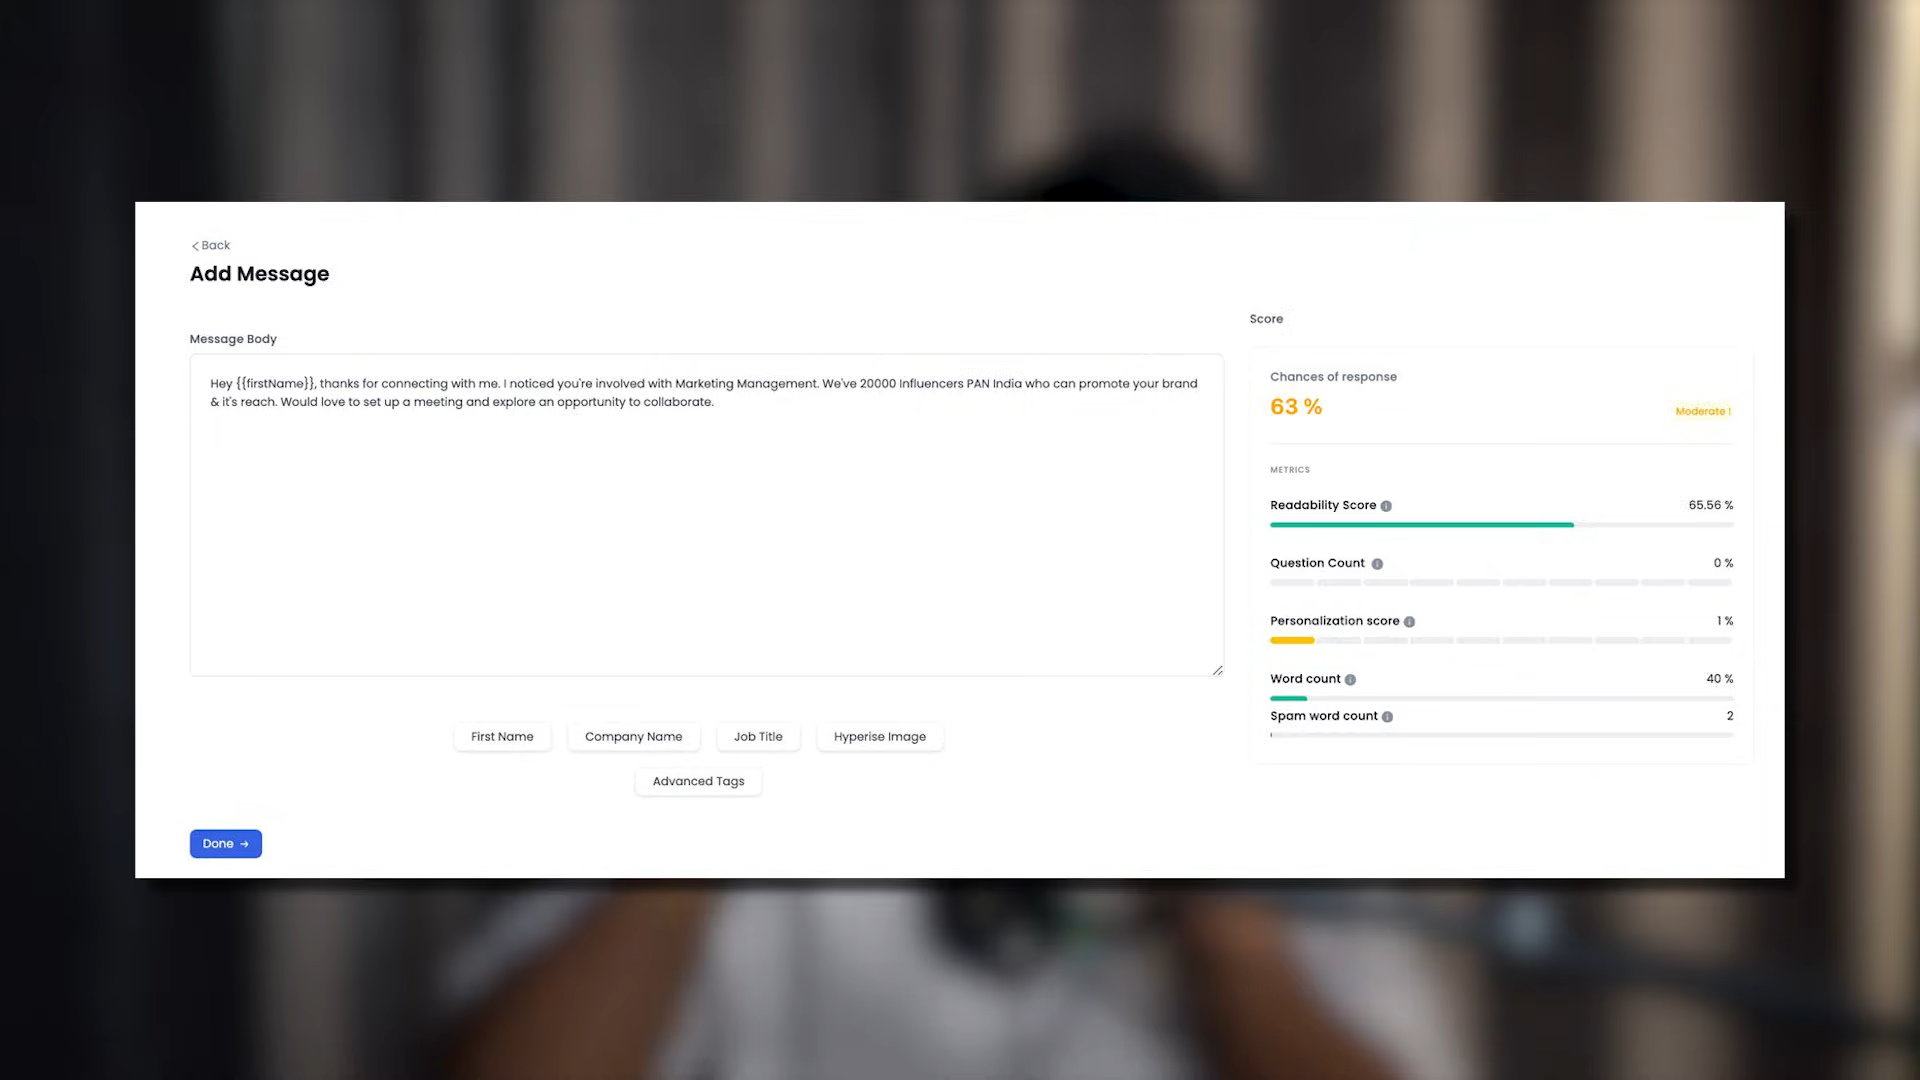 Back
Add Message
Message Body
Hey {{firstName}}, thanks for connecting with me. I noticed you're involved with Marketing Management. We've 20000 Influencers PAN India who can promote your brand
& it's reach. Would love to set up a meeting and explore an opportunity to collaborate.
First Name
Company Name
Job Title
Hyperise Image
Advanced Tags
Done →
Score
Chances of response
63 %
Moderate !
METRICS
Readability Score
65.56 %
Question Count
0 %
Personalization score
1 %
Word count
40 %
Spam word count
2